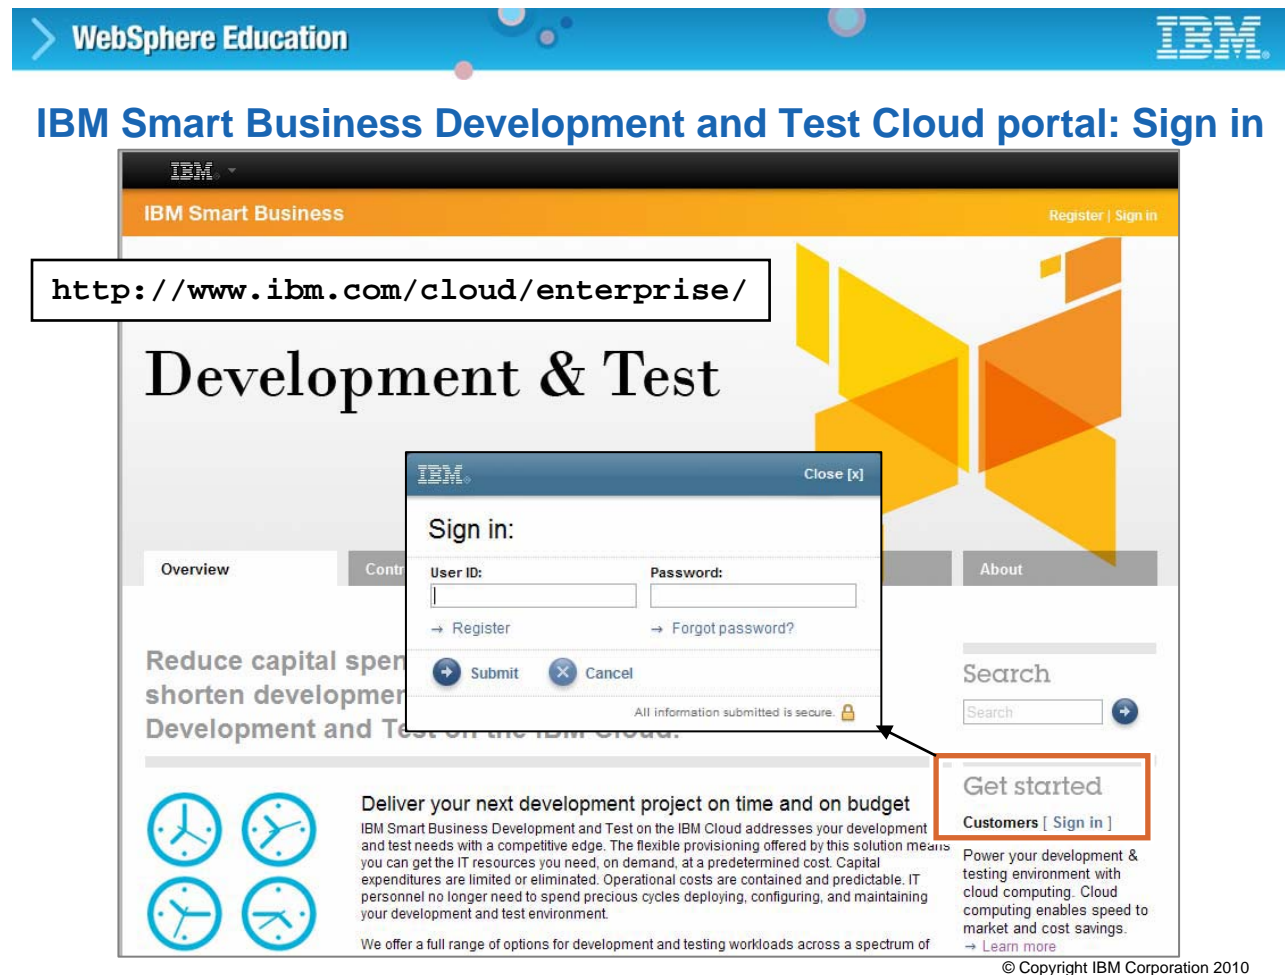 WebSphere Education
IBM
IBM Smart Business Development and Test Cloud portal: Sign in
IBM
IBM Smart Business
Register | Sign in
http://www.ibm.com/cloud/enterprise/
Development & Test
IBM
Close [x]
Sign in:
User ID:
Password:
→ Register
→ Forgot password?
Submit
Cancel
All information submitted is secure.
Overview
Contr
About
Reduce capital spen
shorten developmen
Development and Test on the IBM Cloud.
Search
Search
Get started
Customers [ Sign in ]
Power your development &
testing environment with
cloud computing. Cloud
computing enables speed to
market and cost savings.
→ Learn more
Deliver your next development project on time and on budget
IBM Smart Business Development and Test on the IBM Cloud addresses your development
and test needs with a competitive edge. The flexible provisioning offered by this solution means
you can get the IT resources you need, on demand, at a predetermined cost. Capital
expenditures are limited or eliminated. Operational costs are contained and predictable. IT
personnel no longer need to spend precious cycles deploying, configuring, and maintaining
your development and test environment.
We offer a full range of options for development and testing workloads across a spectrum of
© Copyright IBM Corporation 2010